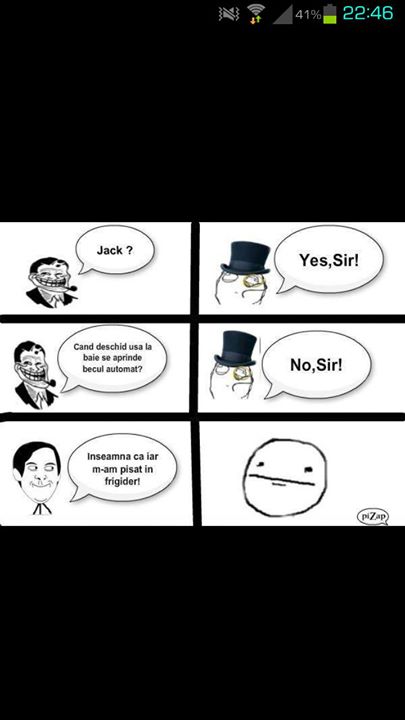 41% 22:46
Jack ?
Yes,Sir!
Cand deschid usa la
baie se aprinde
becul automat?
No,Sir!
Inseamna ca iar
m-am pisat in
frigider!
piZap